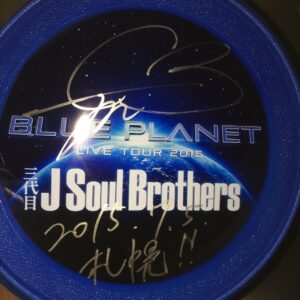 BLUE PLANET
LIVE TOUR 2015
三代目
J Soul Brothers
2015.7.5.
札幌!!